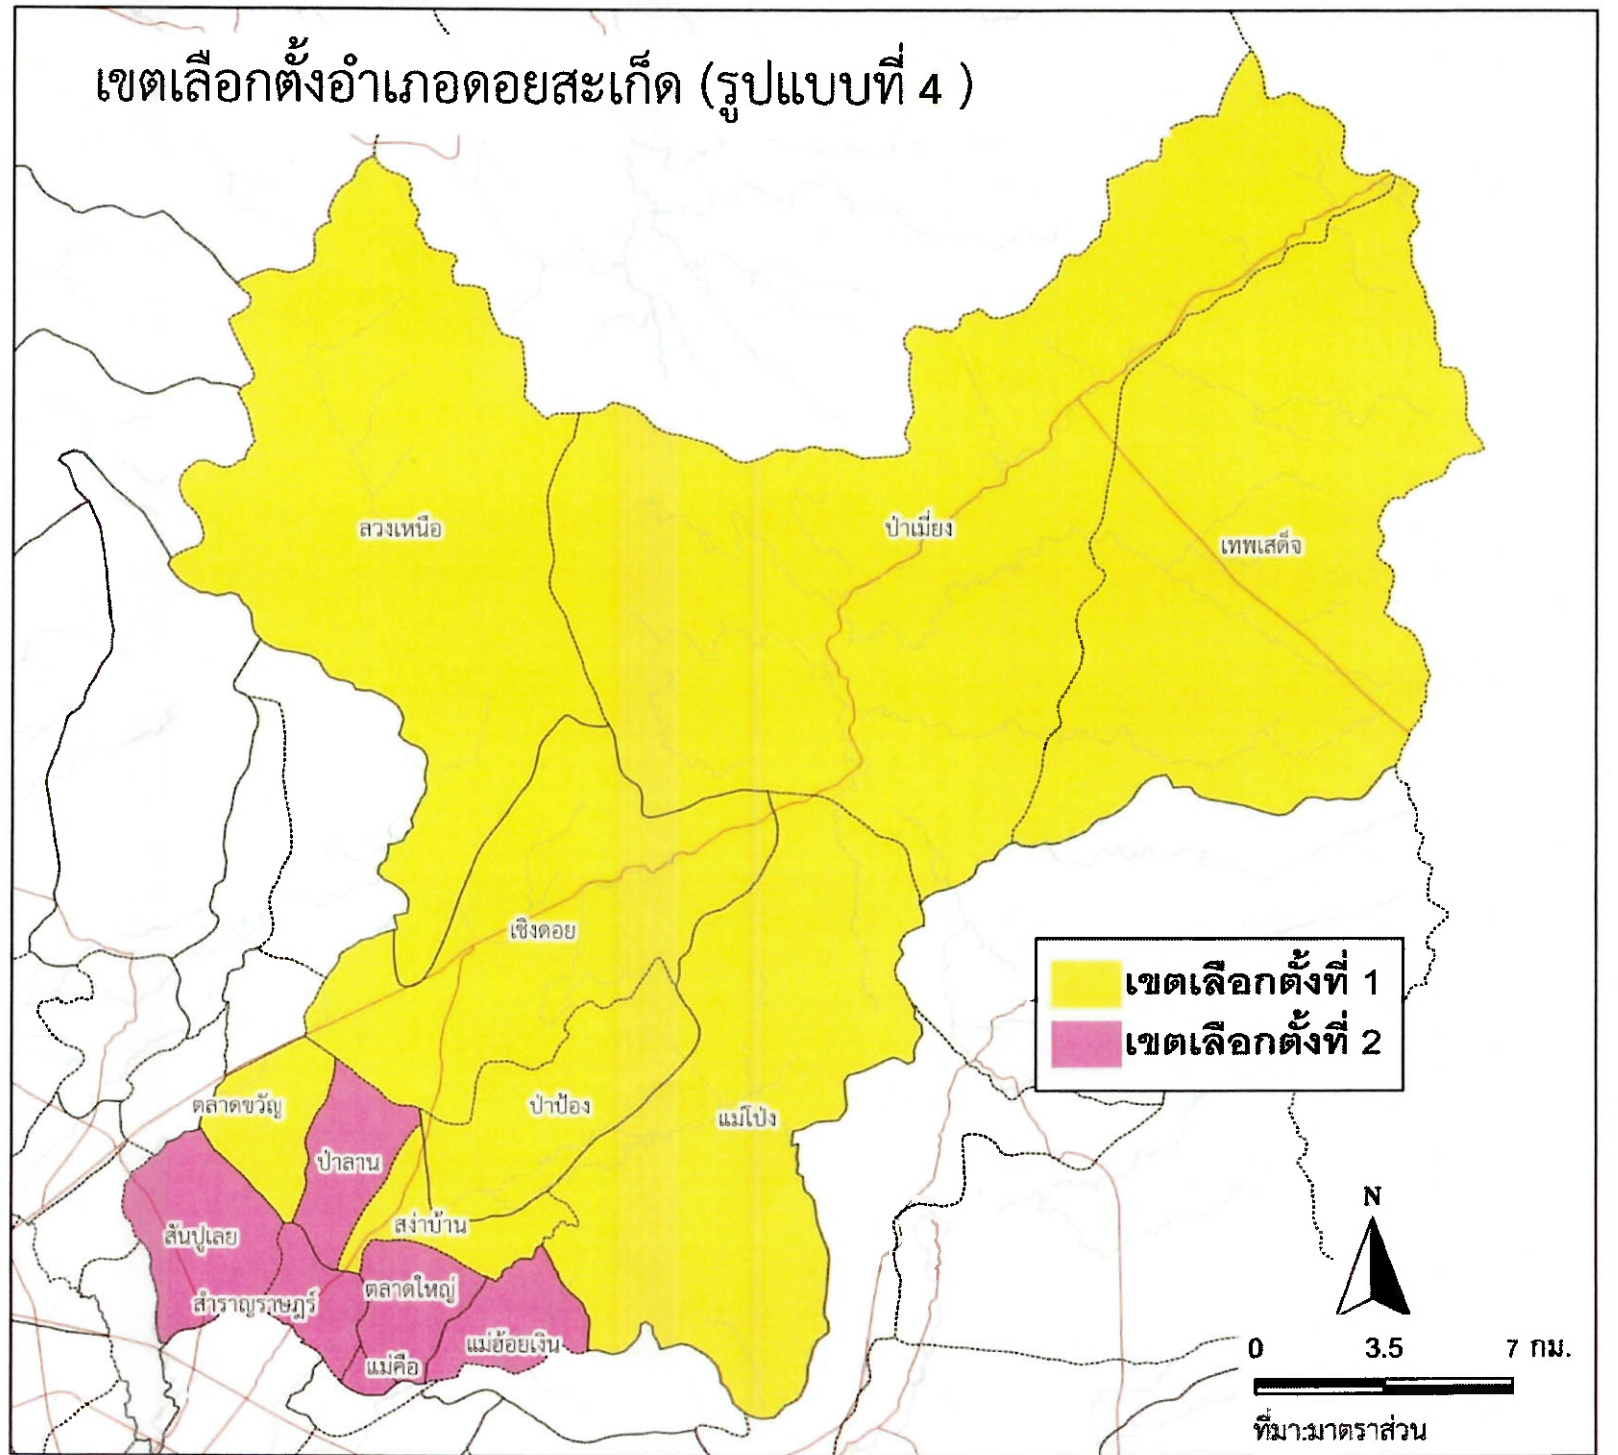 เขตเลือกตั้งอำเภอดอยสะเก็ด (รูปแบบที่ 4 )
ลวงเหนือ
ป่าเมี่ยง
เทพเสด็จ
เชิงดอย
เขตเลือกตั้งที่ 1
เขตเลือกตั้งที่ 2
ตลาดขวัญ
ป่าป้อง
แม่โป่ง
ป่าลาน
สง่าบ้าน
สันปูเลย
ตลาดใหญ่
สำราญราษฎร์
แม่ฮ้อยเงิน
แม่คือ
N
0 3.5 7 กม.
ที่มา:มาตราส่วน